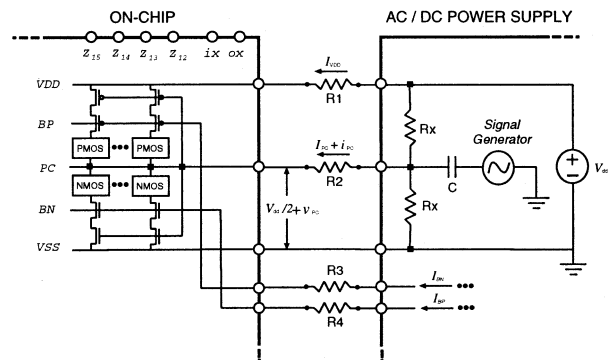 ON-CHIP
AC / DC POWER SUPPLY
Z15 Z14 Z13 Z12 ix ox
VDD
IVDD
R1
BP
Rx
Signal
Generator
PMOS ••• PMOS
PC
IPC + iPC
R2
C
Vdd
NMOS ••• NMOS
Vdd/2+vPC
Rx
BN
VSS
R3
IBN •••
R4
IBP •••